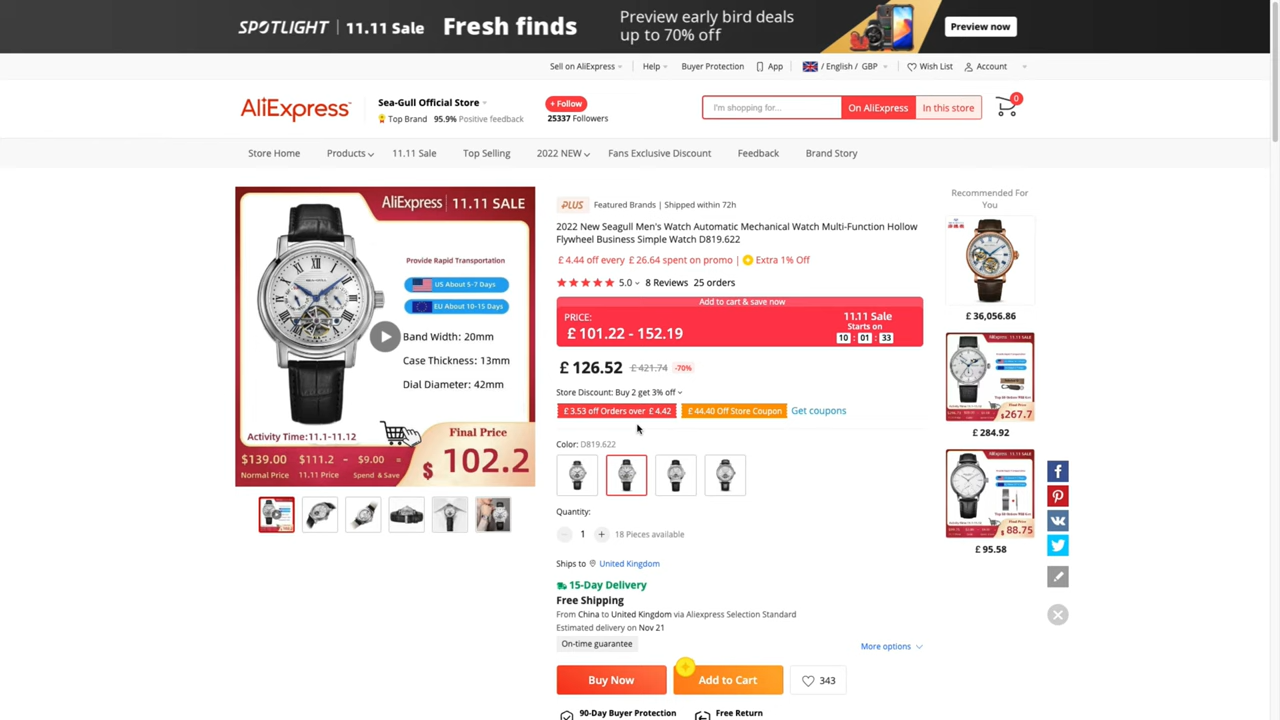 SPOTLIGHT | 11.11 Sale Fresh finds
Preview early bird deals
up to 70% off
Preview now
Sell on AliExpress Help Buyer Protection App / English / GBP Wish List Account
AliExpress
Sea-Gull Official Store
Top Brand 95.9% Positive feedback
+ Follow
25337 Followers
I'm shopping for...
On AliExpress
In this store
0
Store Home Products 11.11 Sale Top Selling 2022 NEW Fans Exclusive Discount Feedback Brand Story
AliExpress 11.11 SALE
Provide Rapid Transportation
US About 5-7 Days
EU About 10-15 Days
Band Width: 20mm
Case Thickness: 13mm
Dial Diameter: 42mm
Activity Time:11.1-11.12
Final Price
$139.00 - $111.2 - $9.00 = $ 102.2
Normal Price 11.11 Price Spend & Save
PLUS Featured Brands | Shipped within 72h
2022 New Seagull Men's Watch Automatic Mechanical Watch Multi-Function Hollow
Flywheel Business Simple Watch D819.622
£ 4.44 off every £ 26.64 spent on promo | Extra 1% Off
5.0 8 Reviews 25 orders
Add to cart & save now
PRICE:
£ 101.22 - 152.19
11.11 Sale
Starts on
10 : 01 : 33
£ 126.52 £ 421.74 -70%
Store Discount: Buy 2 get 3% off
£ 3.53 off Orders over £ 4.42
£ 44.40 Off Store Coupon
Get coupons
Color: D819.622
Quantity:
1 + 18 Pieces available
Ships to United Kingdom
15-Day Delivery
Free Shipping
From China to United Kingdom via Aliexpress Selection Standard
Estimated delivery on Nov 21
On-time guarantee
More options
Buy Now
Add to Cart
343
90-Day Buyer Protection
Free Return
Recommended For
You
£ 36,056.86
267.7
£ 284.92
88.75
£ 95.58